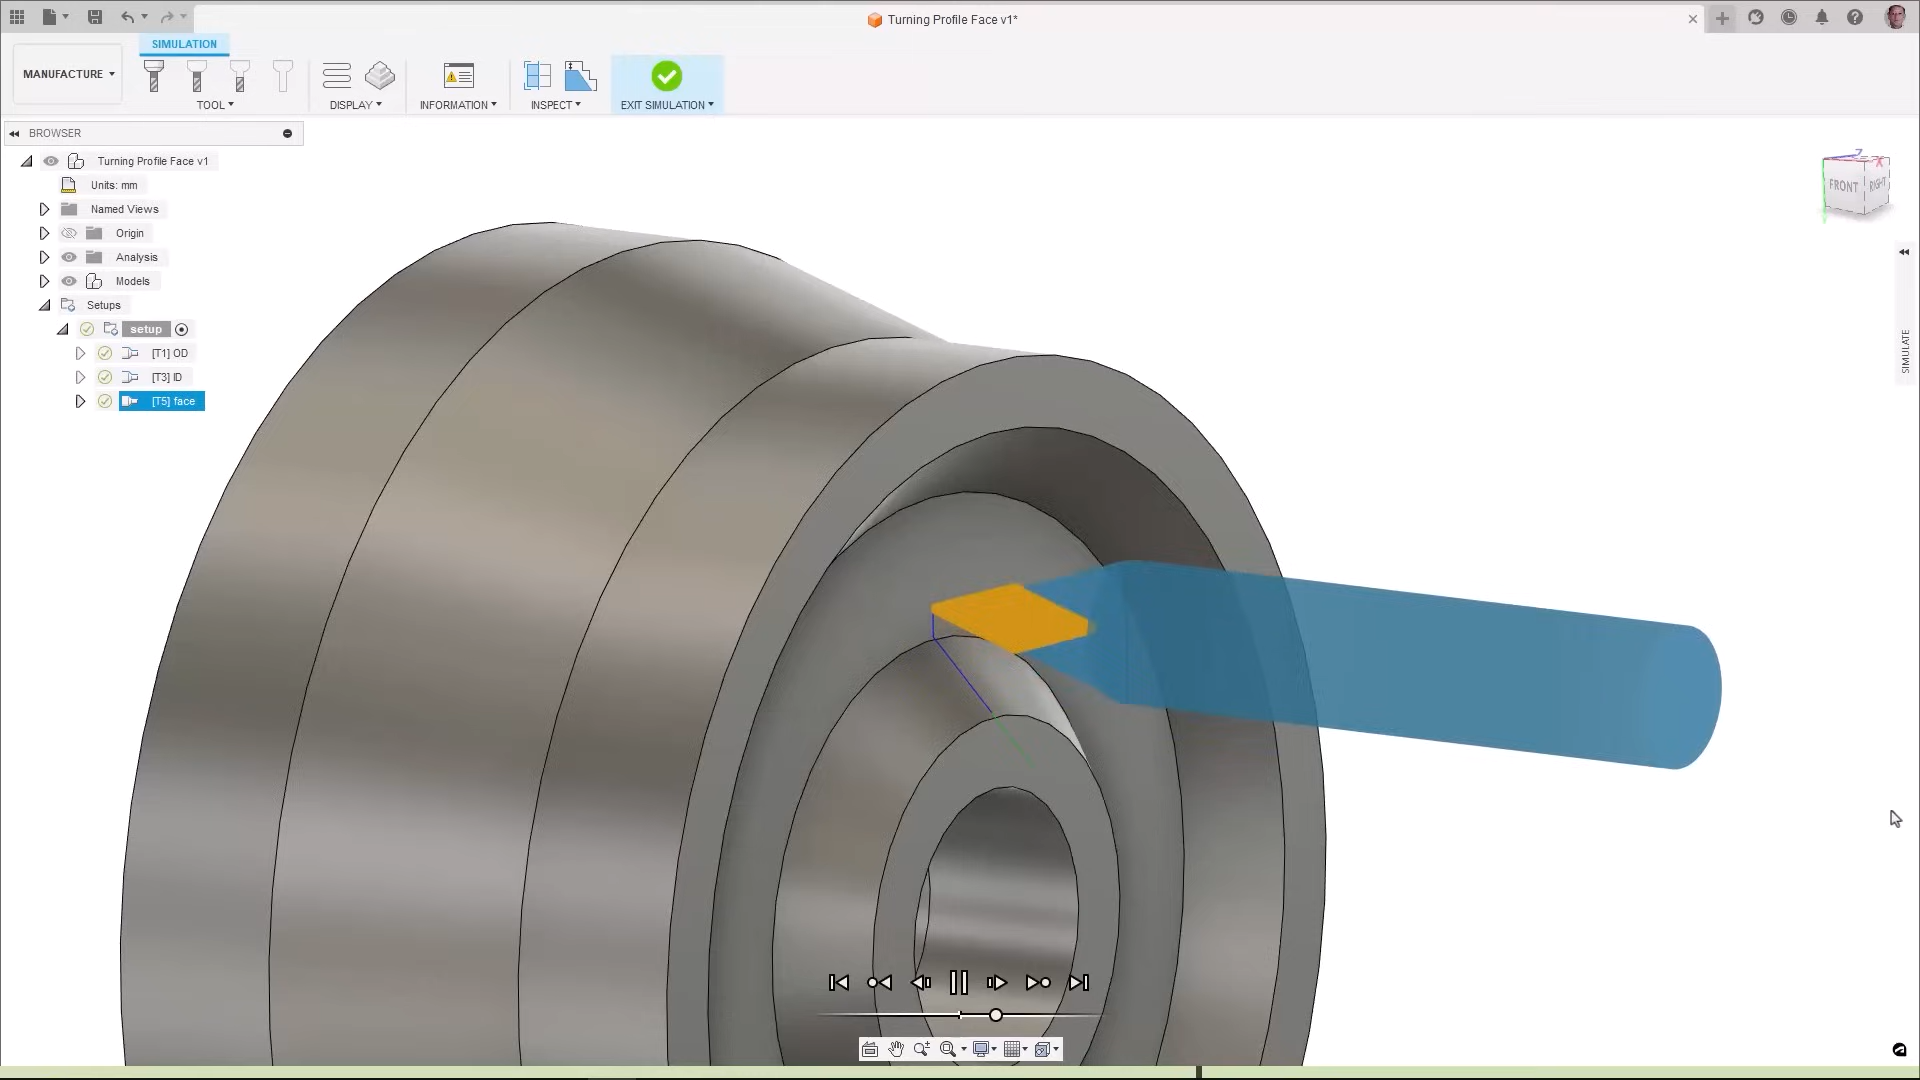 Turning Profile Face v1*
SIMULATION
MANUFACTURE
TOOL
DISPLAY
INFORMATION
INSPECT
EXIT SIMULATION
BROWSER
Turning Profile Face v1
Units: mm
Named Views
Origin
Analysis
Models
Setups
setup
[T1] OD
[T3] ID
[T5] face
Z
X
FRONT
RIGHT
SIMULATE